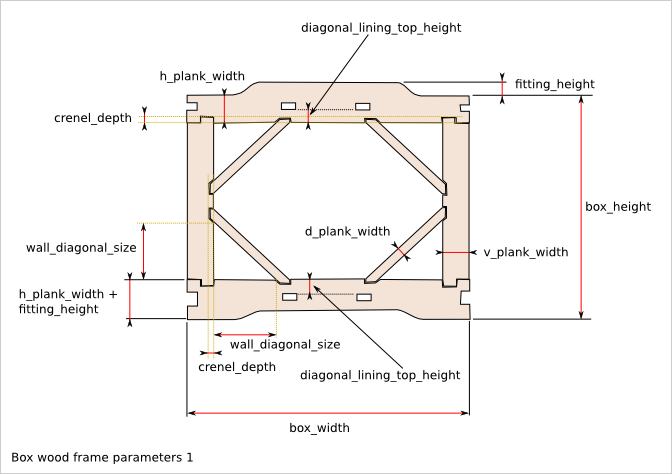 diagonal_lining_top_height
h_plank_width
fitting_height
crenel_depth
box_height
d_plank_width
wall_diagonal_size
v_plank_width
h_plank_width +
fitting_height
wall_diagonal_size
crenel_depth
diagonal_lining_top_height
box_width
Box wood frame parameters 1